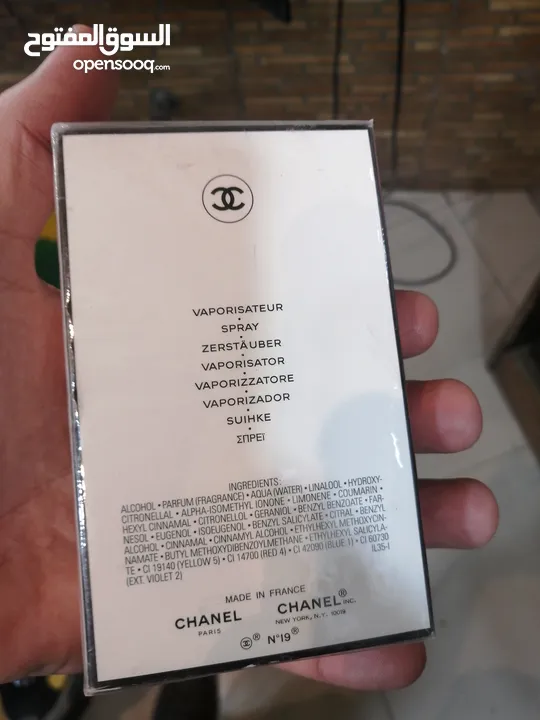 السوق المفتوح
opensooq.com
VAPORISATEUR
•
SPRAY
•
ZERSTÄUBER
•
VAPORISATOR
•
VAPORIZZATORE
•
VAPORIZADOR
•
SUIHKE
•
ΣΠΡΕΪ
INGREDIENTS:
ALCOHOL • PARFUM (FRAGRANCE) • AQUA (WATER) • LINALOOL • HYDROXY-
CITRONELLAL • ALPHA-ISOMETHYL IONONE • LIMONENE • COUMARIN •
HEXYL CINNAMAL • CITRONELLOL • GERANIOL • BENZYL BENZOATE • FAR-
NESOL • EUGENOL • ISOEUGENOL • BENZYL SALICYLATE • CITRAL • BENZYL
ALCOHOL • CINNAMAL • CINNAMYL ALCOHOL • ETHYLHEXYL METHOXYCIN-
NAMATE • BUTYL METHOXYDIBENZOYLMETHANE • ETHYLHEXYL SALICYLA-
TE • CI 19140 (YELLOW 5) • CI 14700 (RED 4) • CI 42090 (BLUE 1) • CI 60730
(EXT. VIOLET 2) IL35-I
MADE IN FRANCE
CHANEL CHANEL® INC.
PARIS NEW YORK, N.Y. 10019
® N°19®